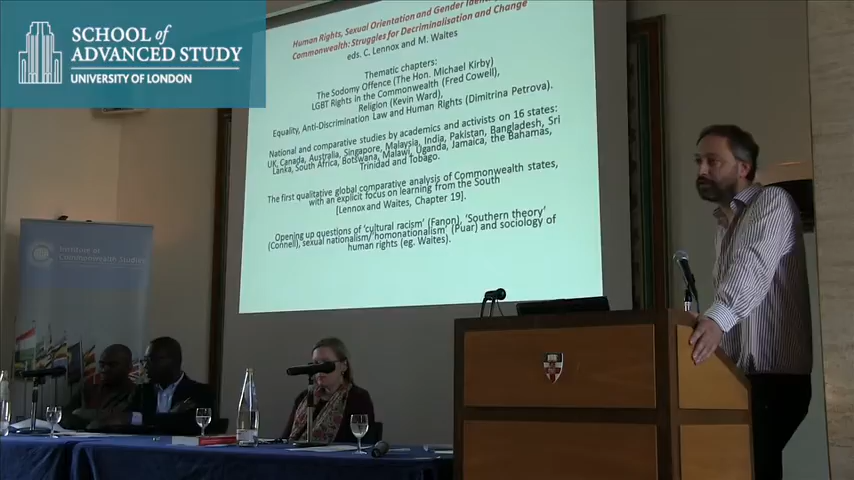 SCHOOL of
ADVANCED STUDY
UNIVERSITY OF LONDON
Human Rights, Sexual Orientation and Gender Identity
Commonwealth: Struggles for Decriminalisation and Change
eds. C. Lennox and M. Waites
Thematic chapters:
The Sodomy Offence (The Hon. Michael Kirby)
LGBT Rights in the Commonwealth (Fred Cowell),
Religion (Kevin Ward),
Equality, Anti-Discrimination Law and Human Rights (Dimitrina Petrova).
National and comparative studies by academics and activists on 16 states:
UK, Canada, Australia, Singapore, Malaysia, India, Pakistan, Bangladesh, Sri
Lanka, South Africa, Botswana, Malawi, Uganda, Jamaica, the Bahamas,
Trinidad and Tobago.
The first qualitative global comparative analysis of Commonwealth states,
with an explicit focus on learning from the South
[Lennox and Waites, Chapter 19].
Opening up questions of 'cultural racism' (Fanon), 'Southern theory'
(Connell), 'sexual nationalism/ homonationalism' (Puar) and sociology of
human rights (eg. Waites).
Institute of
Commonwealth Studies